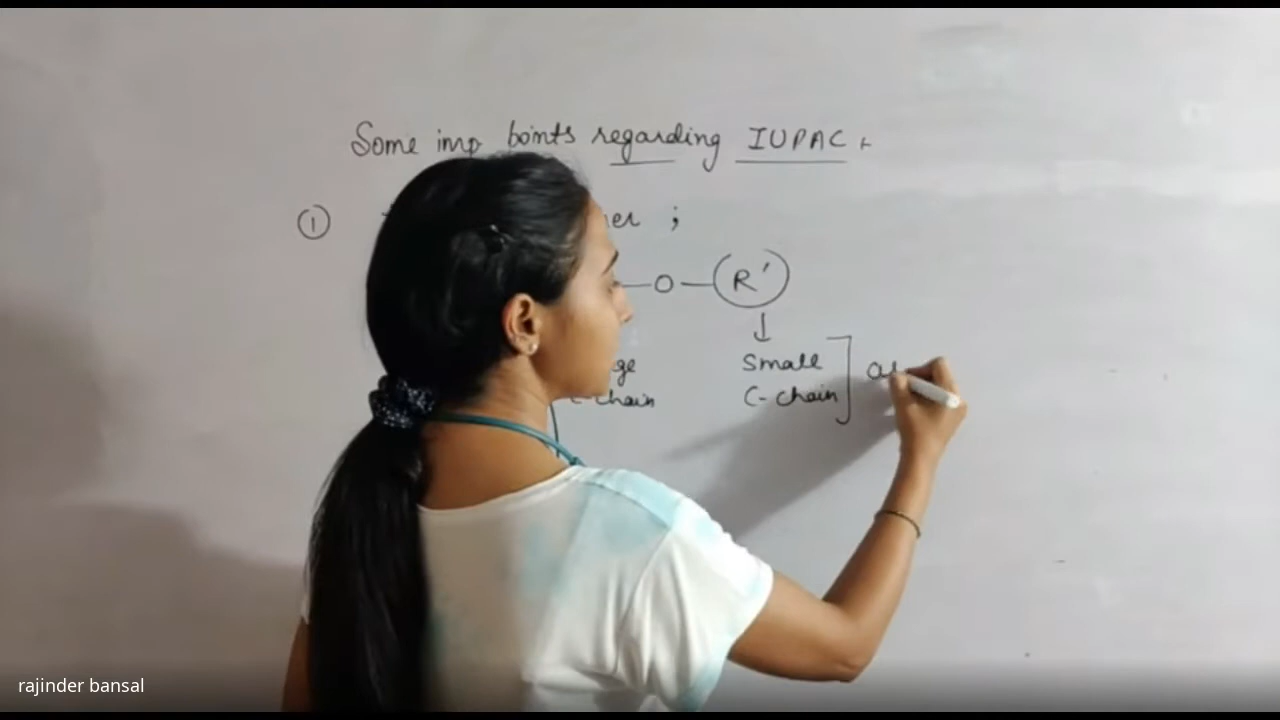 Some imp points regarding IUPAC
① er ;
— O — R'
↓
ge Small
C-chain C-chain
rajinder bansal